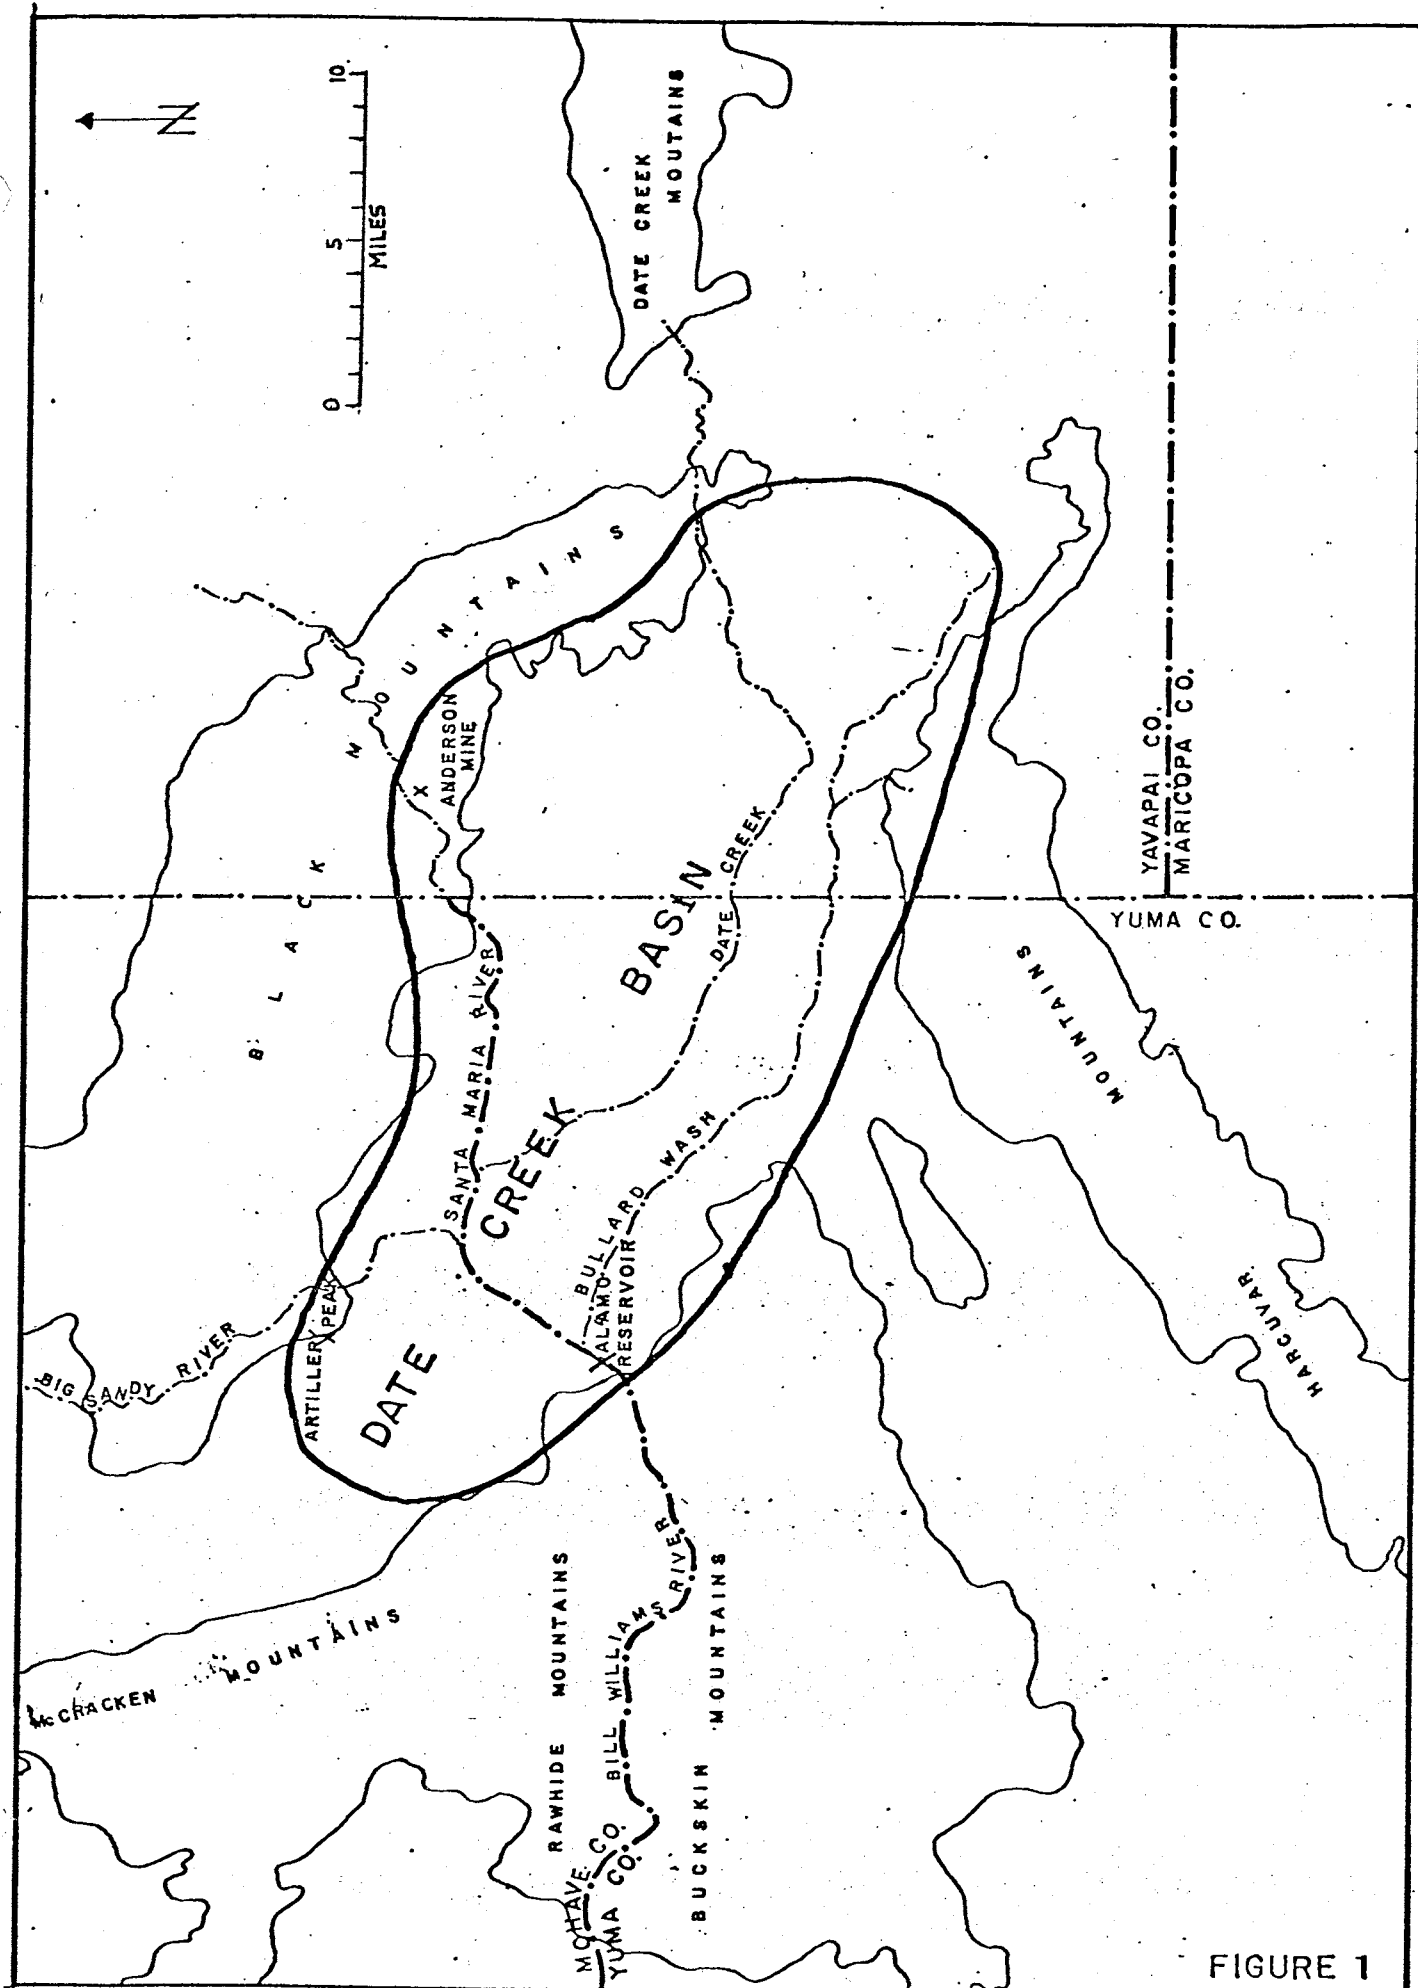 N
0 5 10
MILES
DATE CREEK
MOUTAINS
BLACK MOUNTAINS
ANDERSON
MINE
X
SANTA MARIA RIVER
BIG SANDY RIVER
ARTILLERY PEAK
DATE CREEK BASIN
DATE CREEK
BULLARD WASH
ALAMO
RESERVOIR
McCRACKEN MOUNTAINS
RAWHIDE MOUNTAINS
BILL WILLIAMS RIVER
BUCKSKIN MOUNTAINS
MOHAVE CO.
YUMA CO.
HARCUVAR MOUNTAINS
YAVAPAI CO.
MARICOPA CO.
YUMA CO.
FIGURE 1